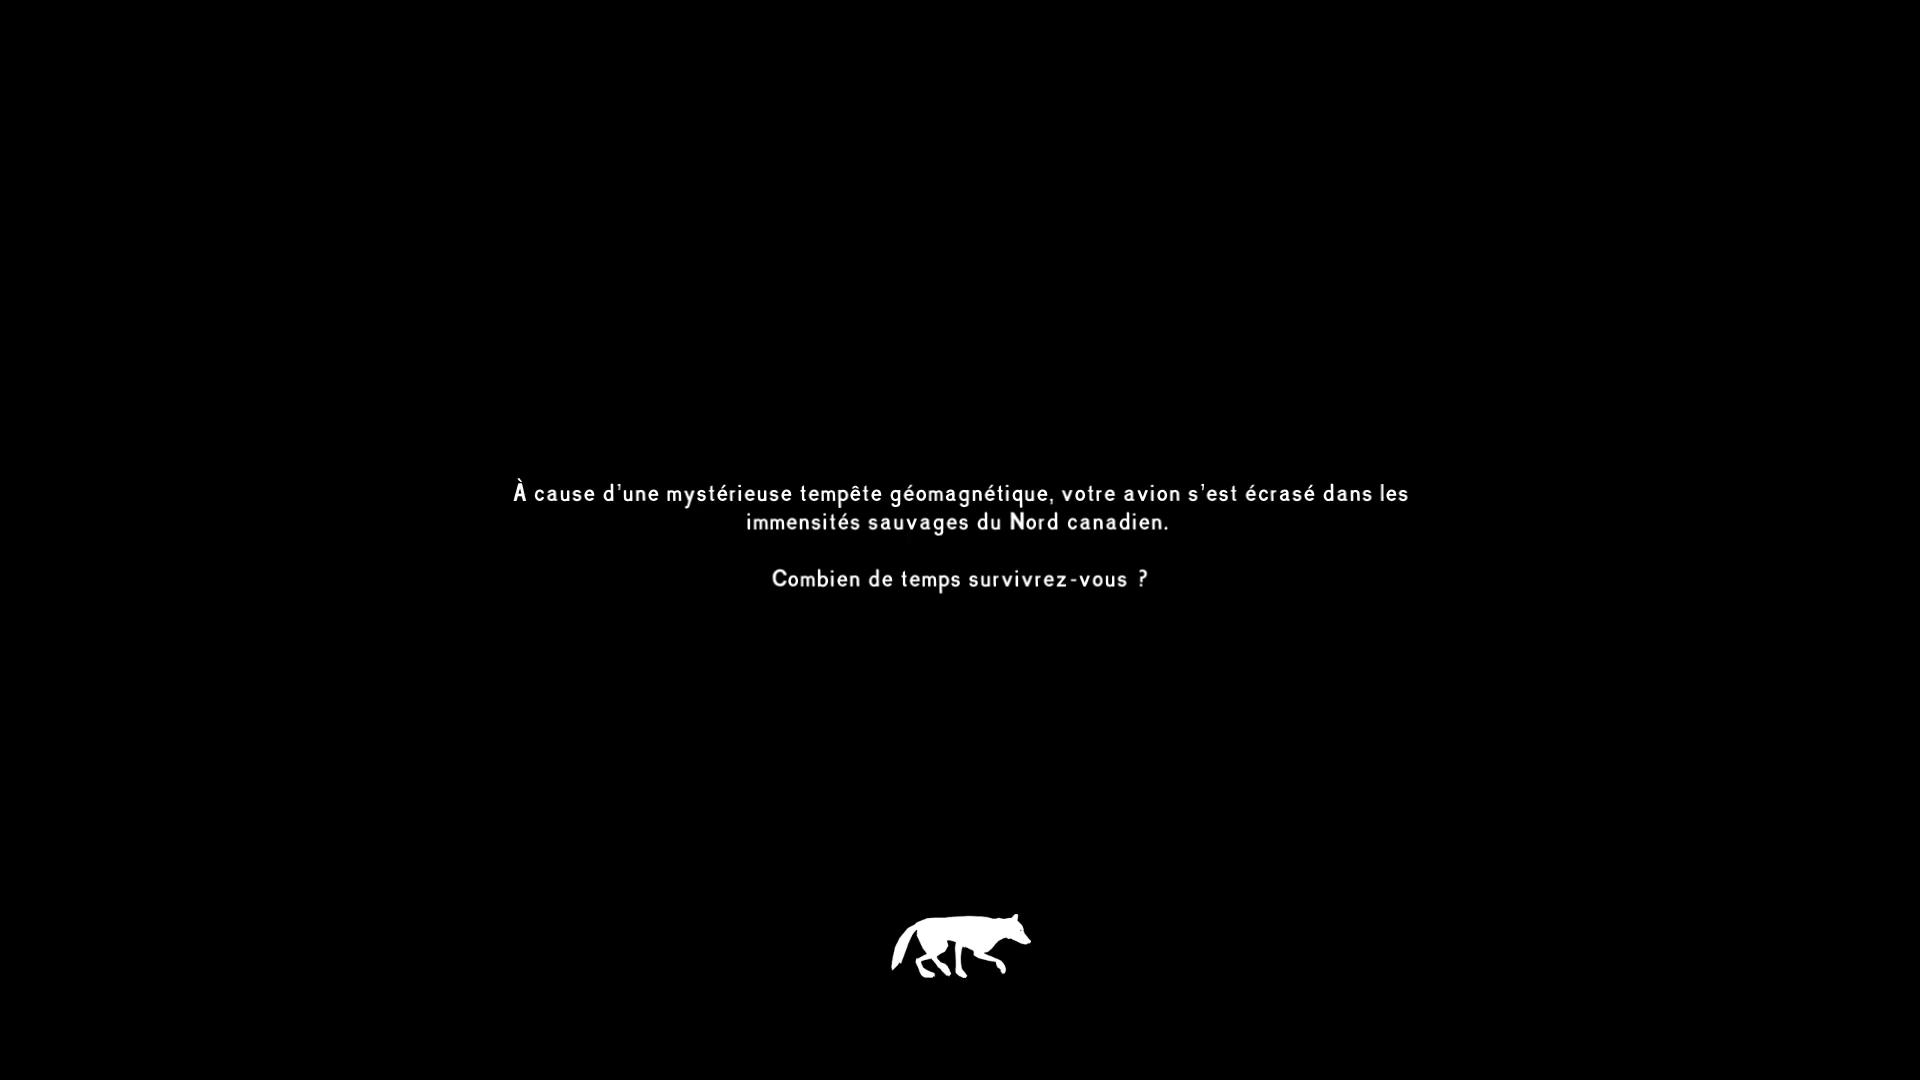 À cause d’une mystérieuse tempête géomagnétique, votre avion s’est écrasé dans les
immensités sauvages du Nord canadien.
Combien de temps survivrez-vous ?